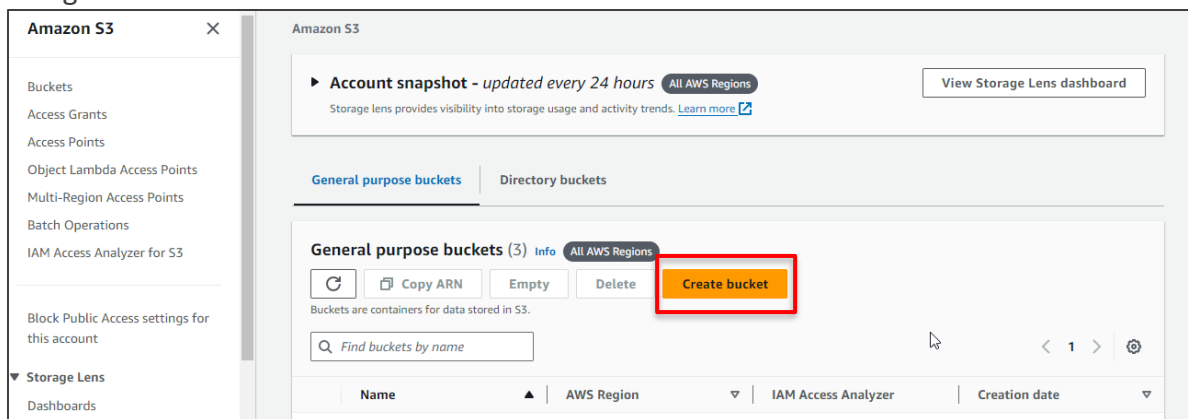 Amazon S3
Buckets
Access Grants
Access Points
Object Lambda Access Points
Multi-Region Access Points
Batch Operations
IAM Access Analyzer for S3
Block Public Access settings for
this account
Storage Lens
Dashboards
Amazon S3
Account snapshot - updated every 24 hours All AWS Regions
View Storage Lens dashboard
Storage lens provides visibility into storage usage and activity trends. Learn more
General purpose buckets Directory buckets
General purpose buckets (3) Info All AWS Regions
Copy ARN Empty Delete Create bucket
Buckets are containers for data stored in S3.
Find buckets by name
1
Name AWS Region IAM Access Analyzer Creation date